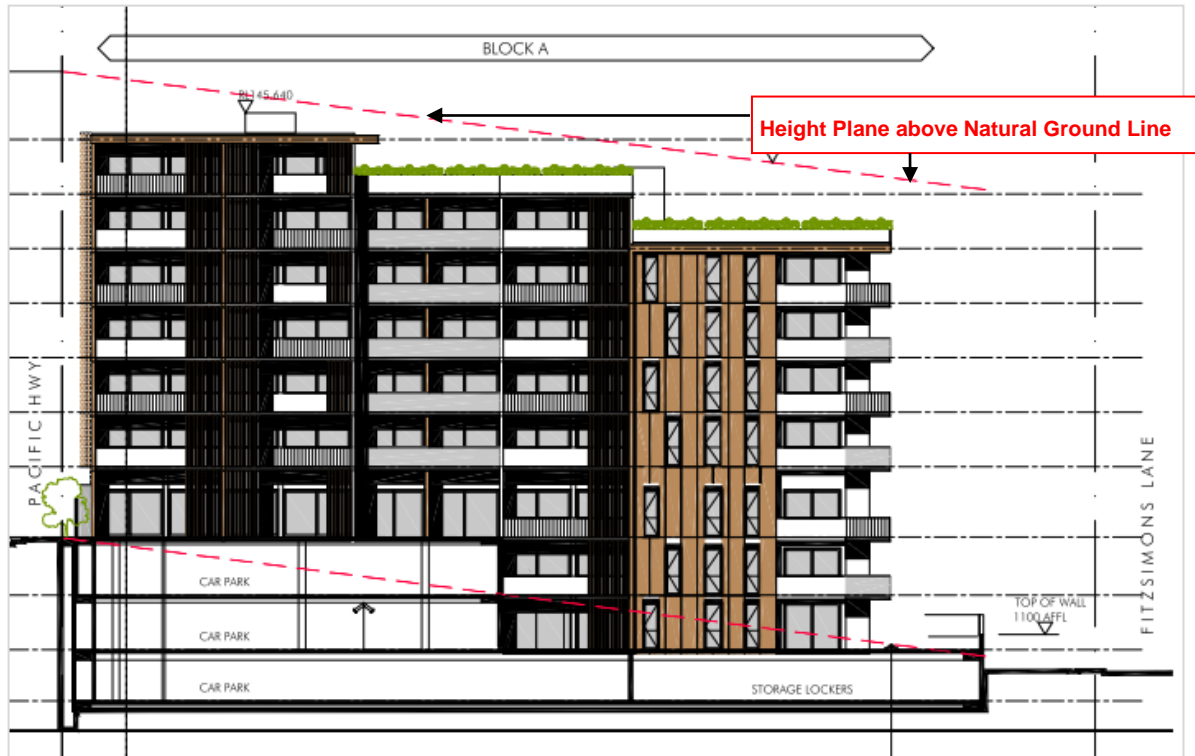 BLOCK A
RL145.640
Height Plane above Natural Ground Line
PACIFIC HWY
FITZSIMONS LANE
CAR PARK
CAR PARK
TOP OF WALL
1100 AFFL
CAR PARK
STORAGE LOCKERS